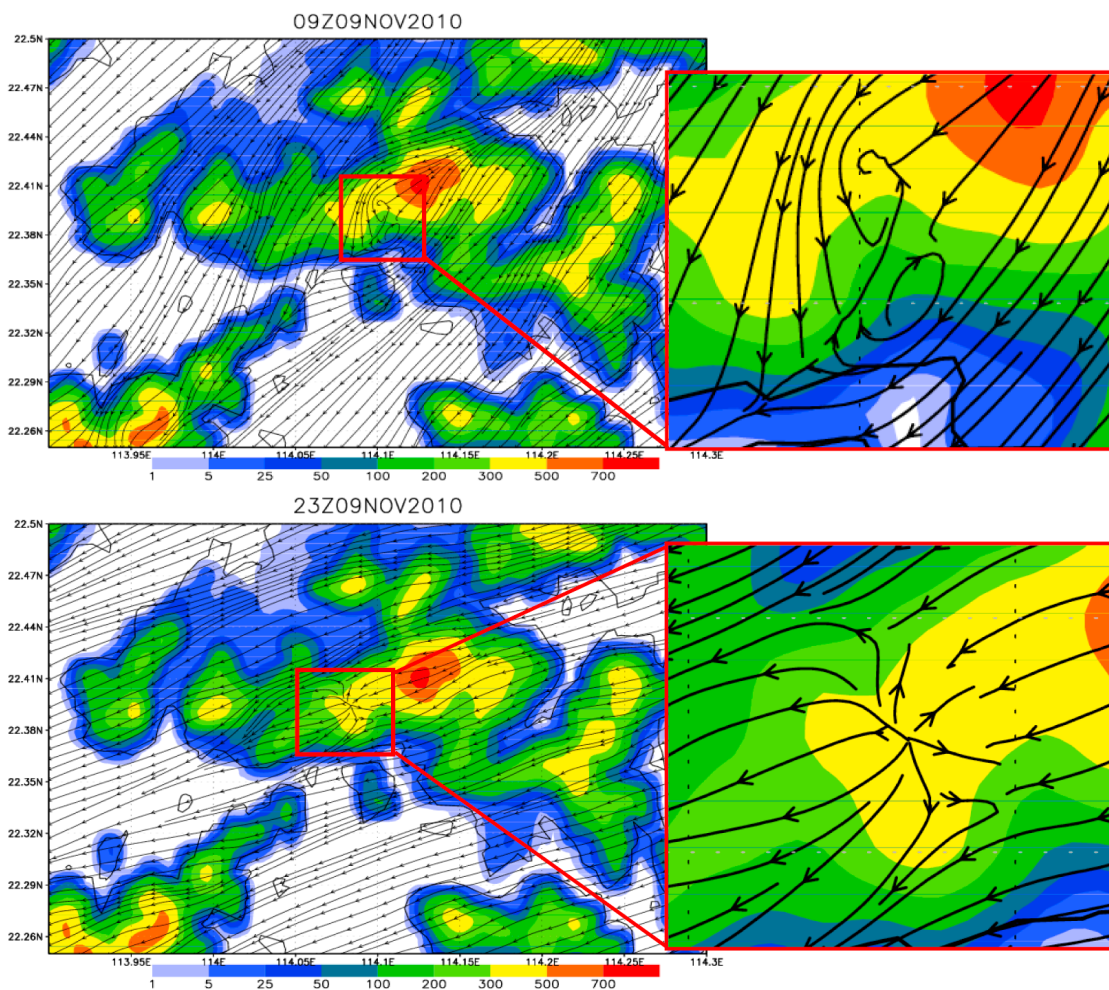 09Z09NOV2010
22.5N
22.47N
22.44N
22.41N
22.38N
22.35N
22.32N
22.29N
22.26N
113.95E 114E 114.05E 114.1E 114.15E 114.2E 114.25E 114.3E
1 5 25 50 100 200 300 500 700
23Z09NOV2010
22.5N
22.47N
22.44N
22.41N
22.38N
22.35N
22.32N
22.29N
22.26N
113.95E 114E 114.05E 114.1E 114.15E 114.2E 114.25E 114.3E
1 5 25 50 100 200 300 500 700